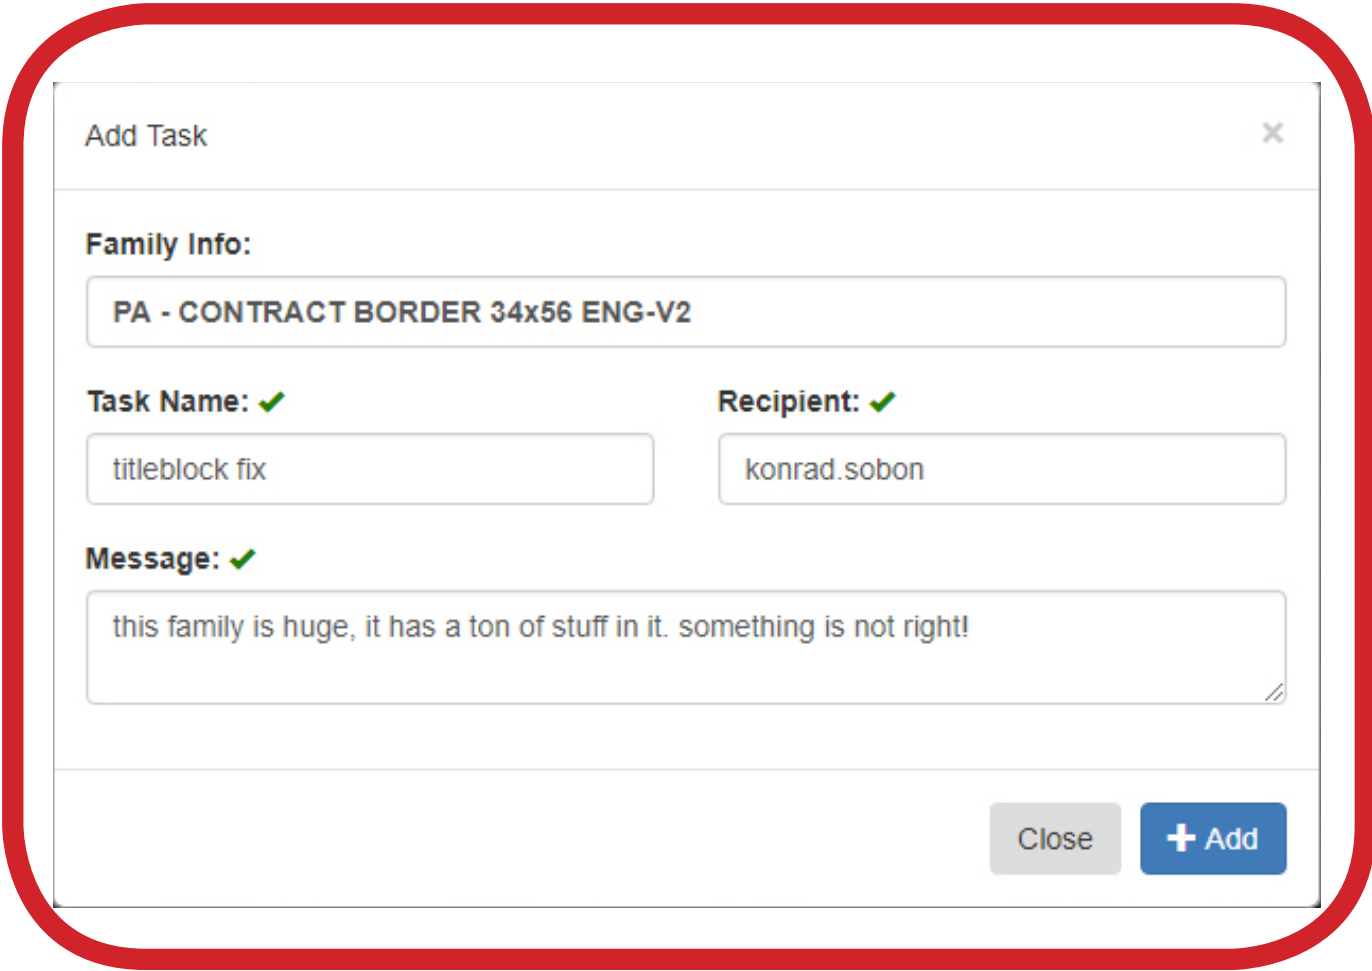 Add Task
×
Family Info:
PA - CONTRACT BORDER 34x56 ENG-V2
Task Name:
Recipient:
titleblock fix
konrad.sobon
Message:
this family is huge, it has a ton of stuff in it. something is not right!
Close
+ Add